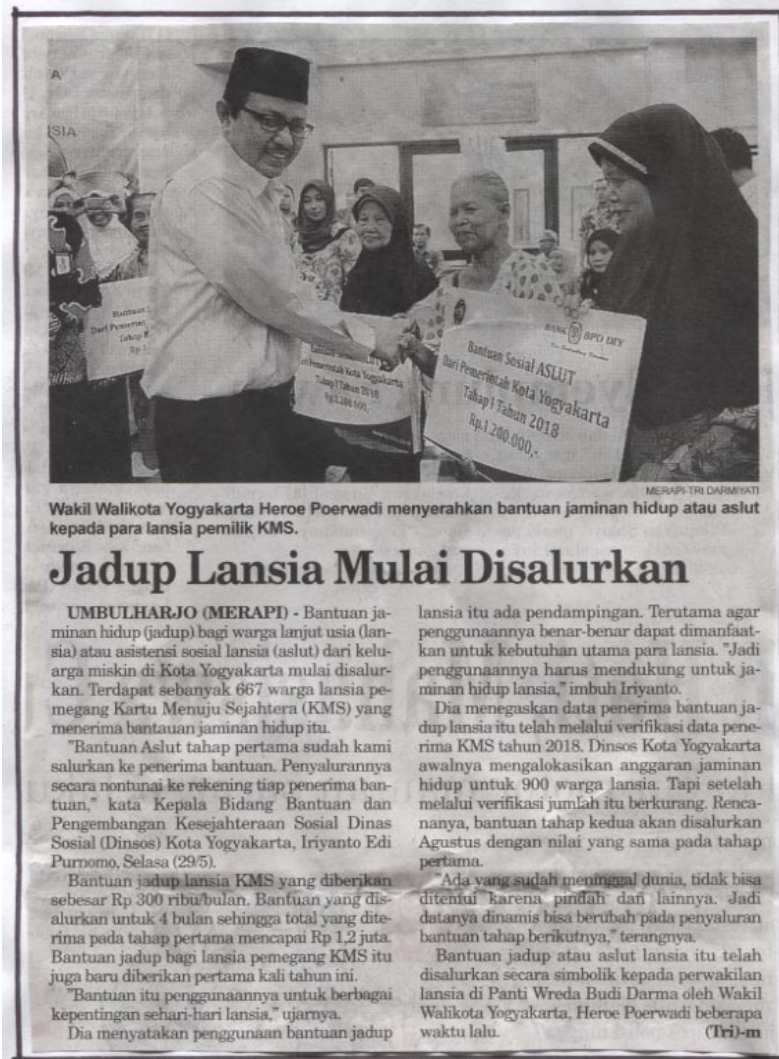 A
ISIA
Bantuan
Dari Pemerin
Tahap
Rp.1
Dari Pemerintah Kota Yogyakarta
Tahap I Tahun 2018
Rp.1.200.000,-
BANK BPD DIY
Bantuan Sosial ASLUT
Dari Pemerintah Kota Yogyakarta
Tahap I Tahun 2018
Rp.1.200.000,-
MERAPI-TRI DARMIYATI
Wakil Walikota Yogyakarta Heroe Poerwadi menyerahkan bantuan jaminan hidup atau aslut
kepada para lansia pemilik KMS.
Jadup Lansia Mulai Disalurkan
UMBULHARJO (MERAPI) - Bantuan ja-
minan hidup (jadup) bagi warga lanjut usia (lan-
sia) atau asistensi sosial lansia (aslut) dari kelu-
arga miskin di Kota Yogyakarta mulai disalur-
kan. Terdapat sebanyak 667 warga lansia pe-
megang Kartu Menuju Sejahtera (KMS) yang
menerima bantauan jaminan hidup itu.
"Bantuan Aslut tahap pertama sudah kami
salurkan ke penerima bantuan. Penyalurannya
secara nontunai ke rekening tiap penerima ban-
tuan," kata Kepala Bidang Bantuan dan
Pengembangan Kesejahteraan Sosial Dinas
Sosial (Dinsos) Kota Yogyakarta, Iriyanto Edi
Purnomo, Selasa (29/5).
Bantuan jadup lansia KMS yang diberikan
sebesar Rp 300 ribu/bulan. Bantuan yang dis-
alurkan untuk 4 bulan sehingga total yang dite-
rima pada tahap pertama mencapai Rp 1,2 juta.
Bantuan jadup bagi lansia pemegang KMS itu
juga baru diberikan pertama kali tahun ini.
"Bantuan itu penggunaannya untuk berbagai
kepentingan sehari-hari lansia," ujarnya.
Dia menyatakan penggunaan bantuan jadup
lansia itu ada pendampingan. Terutama agar
penggunaannya benar-benar dapat dimanfaat-
kan untuk kebutuhan utama para lansia. "Jadi
penggunaannya harus mendukung untuk ja-
minan hidup lansia," imbuh Iriyanto.
Dia menegaskan data penerima bantuan ja-
dup lansia itu telah melalui verifikasi data pene-
rima KMS tahun 2018. Dinsos Kota Yogyakarta
awalnya mengalokasikan anggaran jaminan
hidup untuk 900 warga lansia. Tapi setelah
melalui verifikasi jumlah itu berkurang. Renca-
nanya, bantuan tahap kedua akan disalurkan
Agustus dengan nilai yang sama pada tahap
pertama.
"Ada yang sudah meninggal dunia, tidak bisa
ditemui karena pindah dan lainnya. Jadi
datanya dinamis bisa berubah pada penyaluran
bantuan tahap berikutnya," terangnya.
Bantuan jadup atau aslut lansia itu telah
disalurkan secara simbolik kepada perwakilan
lansia di Panti Wreda Budi Darma oleh Wakil
Walikota Yogyakarta, Heroe Poerwadi beberapa
waktu lalu. (Tri)-m